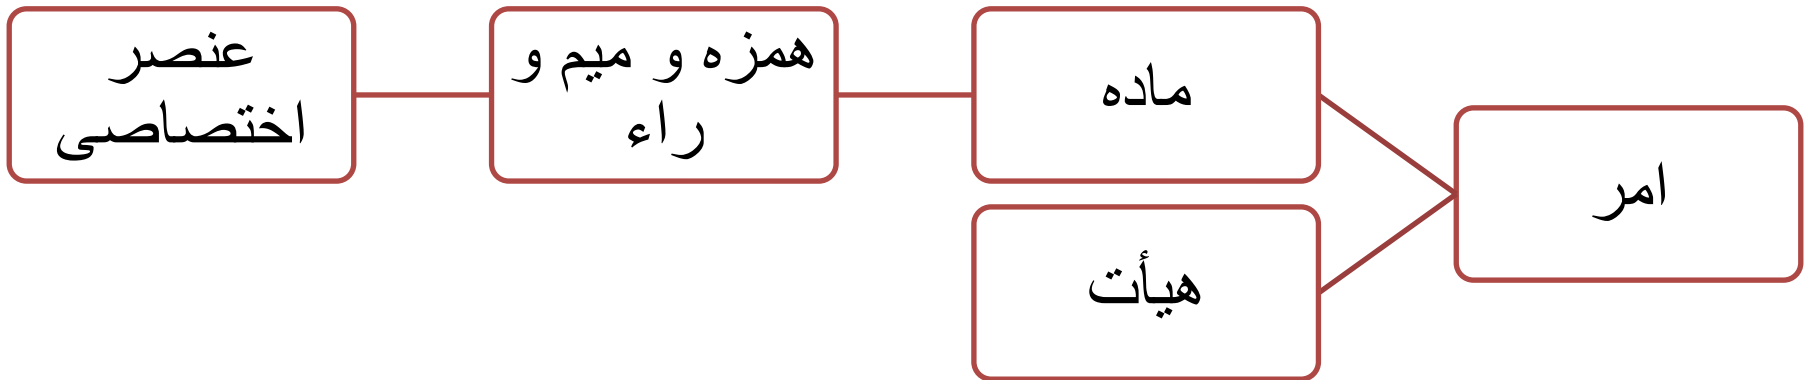 امر
ماده
همزه و میم و
راء
عنصر
اختصاصی
هیأت